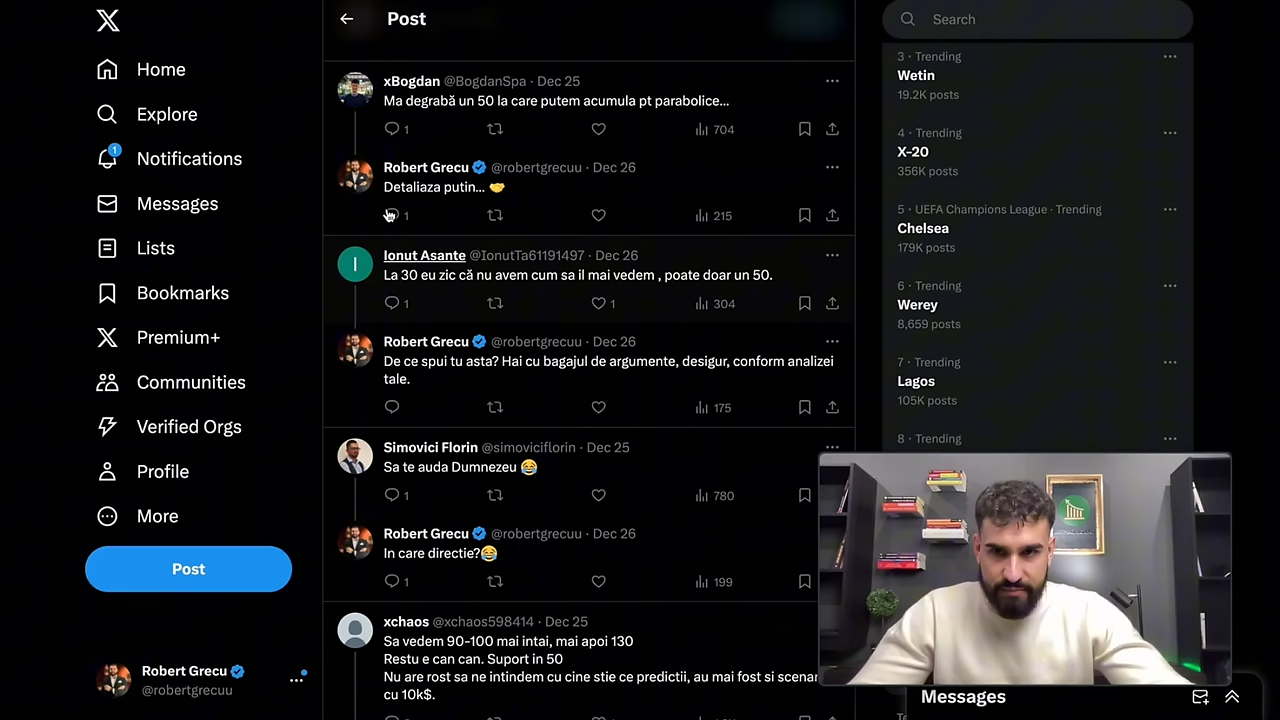 Home
Explore
1
Notifications
Messages
Lists
Bookmarks
Premium+
Communities
Verified Orgs
Profile
More
Post
Robert Grecu
@robertgrecuu
Post
xBogdan @BogdanSpa · Dec 25
Ma degrabă un 50 la care putem acumula pt parabolice...
1 704
Robert Grecu @robertgrecuu · Dec 26
Detaliaza putin... 🤝
1 215
I
Ionut Asante @IonutTa61191497 · Dec 26
La 30 eu zic că nu avem cum sa il mai vedem , poate doar un 50.
1 1 304
Robert Grecu @robertgrecuu · Dec 26
De ce spui tu asta? Hai cu bagajul de argumente, desigur, conform analizei
tale.
175
Simovici Florin @simoviciflorin · Dec 25
Sa te auda Dumnezeu 😂
1 780
Robert Grecu @robertgrecuu · Dec 26
In care directie?😂
1 199
xchaos @xchaos598414 · Dec 25
Sa vedem 90-100 mai intai, mai apoi 130
Restu e can can. Suport in 50
Nu are rost sa ne intindem cu cine stie ce predictii, au mai fost si
cu 10k$.
Search
3 · Trending
Wetin
19.2K posts
4 · Trending
X-20
356K posts
5 · UEFA Champions League · Trending
Chelsea
179K posts
6 · Trending
Werey
8,659 posts
7 · Trending
Lagos
105K posts
8 · Trending
Messages